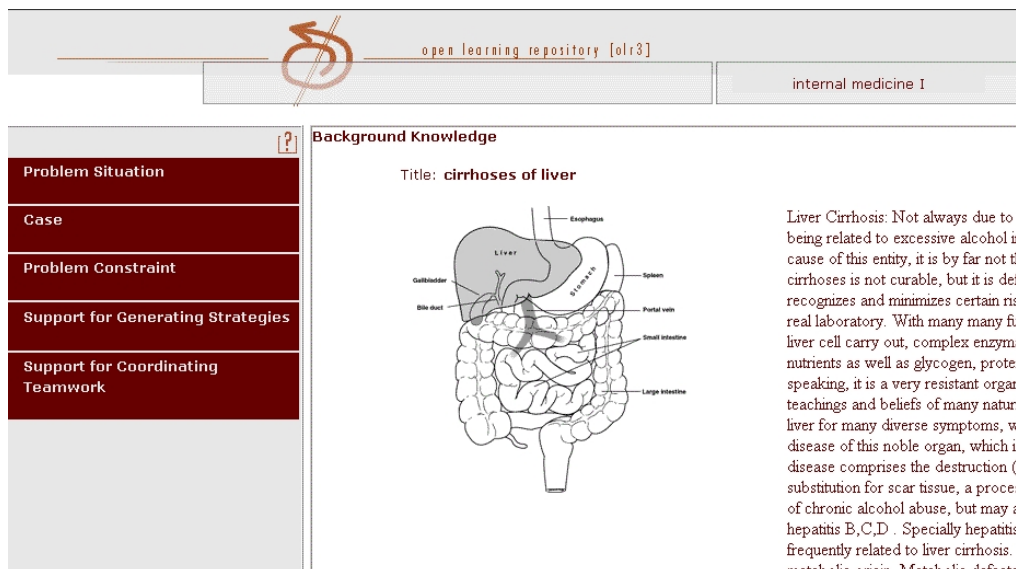 open learning repository [olr3]
internal medicine I
[?]
Problem Situation
Case
Problem Constraint
Support for Generating Strategies
Support for Coordinating
Teamwork
Background Knowledge
Title: cirrhoses of liver
Esophagus
Liver
Stomach
Gallbladder
Spleen
Bile duct
Portal vein
Small intestine
Large intestine
Liver Cirrhosis: Not always due to
being related to excessive alcohol i
cause of this entity, it is by far not t
cirrhoses is not curable, but it is de
recognizes and minimizes certain ris
real laboratory. With many many fu
liver cell carry out, complex enzym
nutrients as well as glycogen, prote
speaking, it is a very resistant organ
teachings and beliefs of many natur
liver for many diverse symptoms, w
disease of this noble organ, which i
disease comprises the destruction (
substitution for scar tissue, a proce
of chronic alcohol abuse, but may a
hepatitis B,C,D . Specially hepatitis
frequently related to liver cirrhosis.